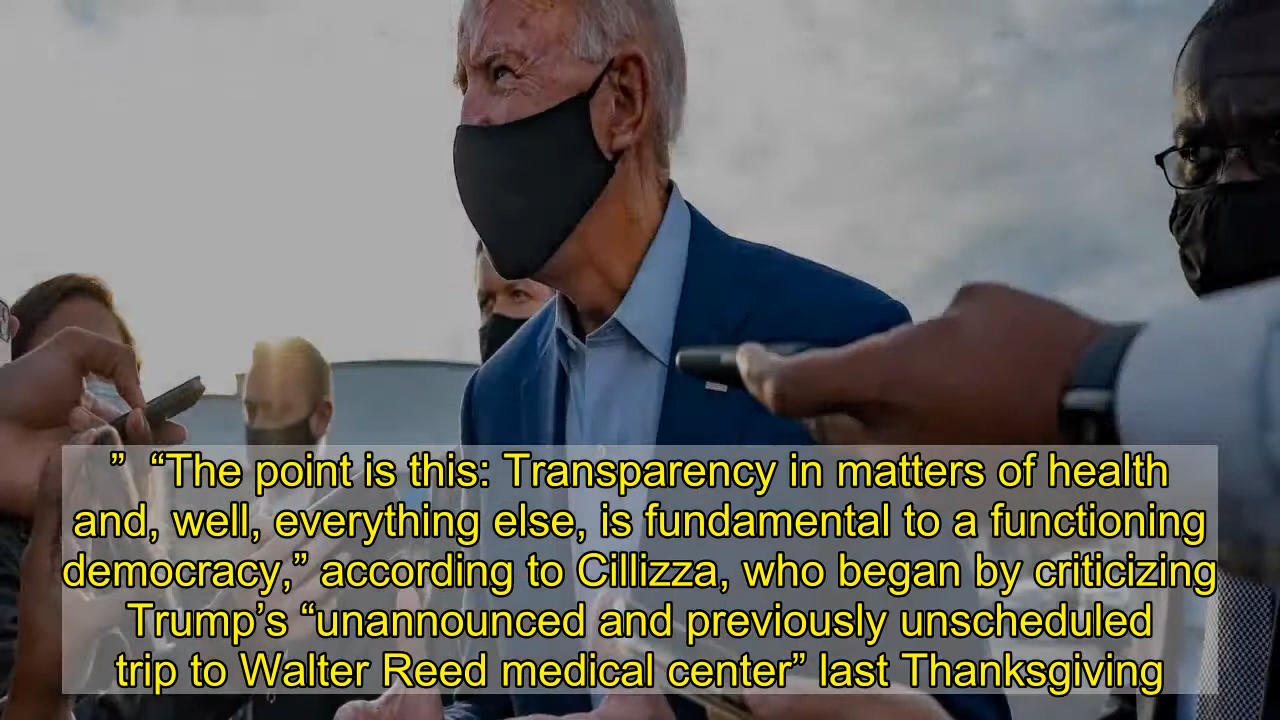 ” “The point is this: Transparency in matters of health
and, well, everything else, is fundamental to a functioning
democracy,” according to Cillizza, who began by criticizing
Trump’s “unannounced and previously unscheduled
trip to Walter Reed medical center” last Thanksgiving